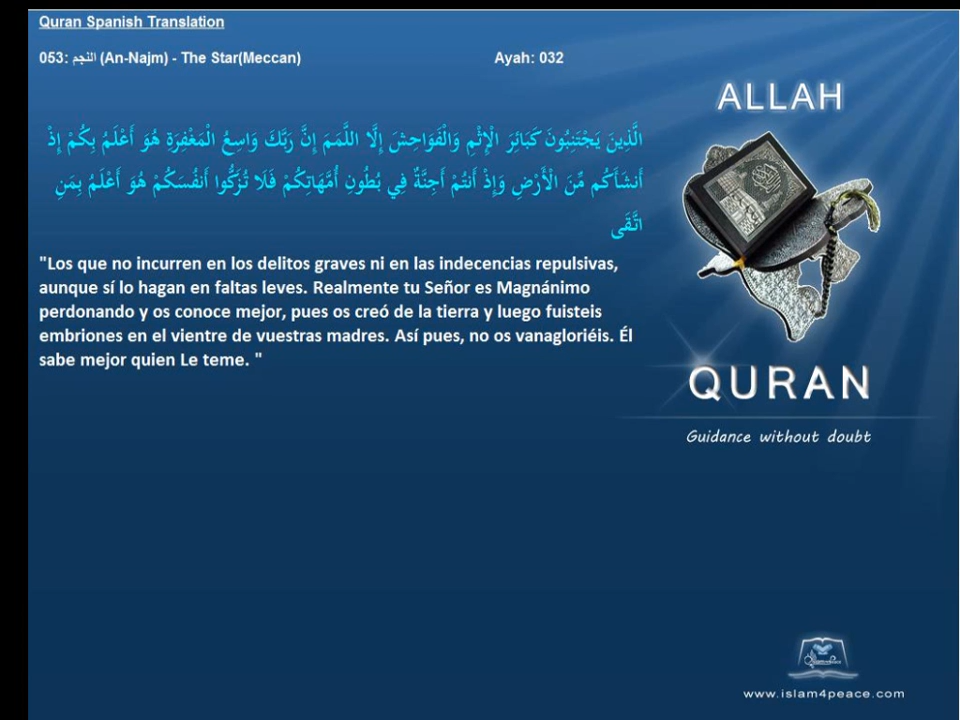 Quran Spanish Translation
053: النجم (An-Najm) - The Star(Meccan) Ayah: 032
الَّذِينَ يَجْتَنِبُونَ كَبَائِرَ الْإِثْمِ وَالْفَوَاحِشَ إِلَّا اللَّمَمَ إِنَّ رَبَّكَ وَاسِعُ الْمَغْفِرَةِ هُوَ أَعْلَمُ بِكُمْ إِذْ
أَنشَأَكُم مِّنَ الْأَرْضِ وَإِذْ أَنتُمْ أَجِنَّةٌ فِي بُطُونِ أُمَّهَاتِكُمْ فَلَا تُزَكُّوا أَنفُسَكُمْ هُوَ أَعْلَمُ بِمَنِ
اتَّقَى
"Los que no incurren en los delitos graves ni en las indecencias repulsivas,
aunque sí lo hagan en faltas leves. Realmente tu Señor es Magnánimo
perdonando y os conoce mejor, pues os creó de la tierra y luego fuisteis
embriones en el vientre de vuestras madres. Así pues, no os vanagloriéis. Él
sabe mejor quien Le teme. "
ALLAH
QURAN
Guidance without doubt
www.islam4peace.com